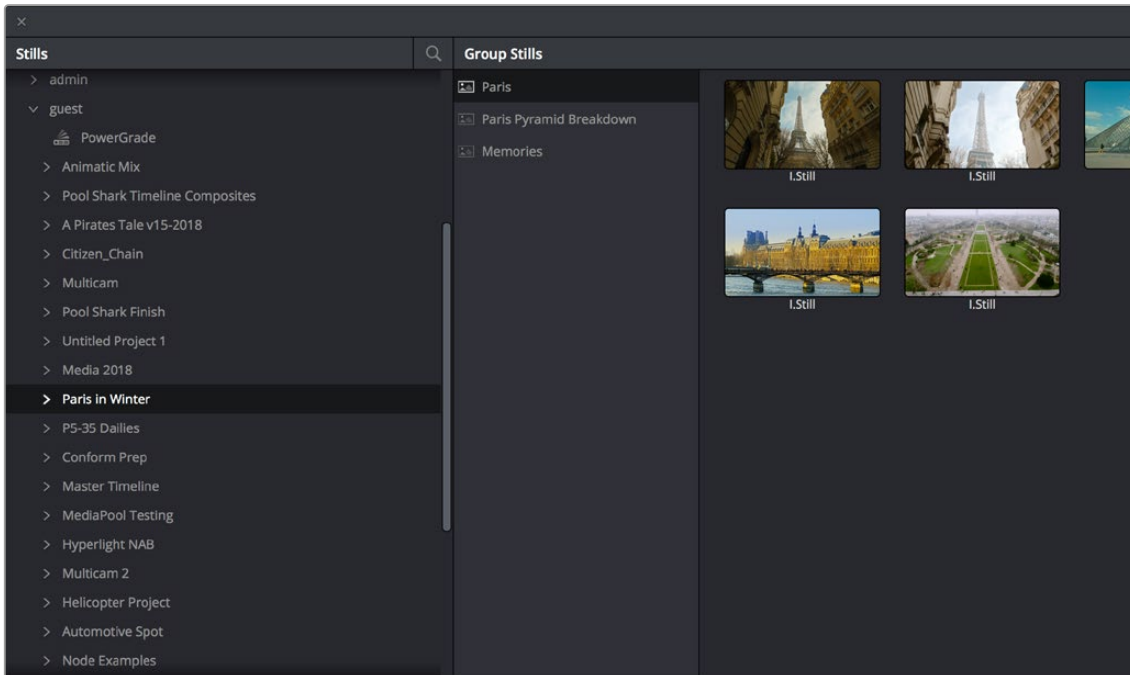 Stills
admin
guest
PowerGrade
Animatic Mix
Pool Shark Timeline Composites
A Pirates Tale v15-2018
Citizen_Chain
Multicam
Pool Shark Finish
Untitled Project 1
Media 2018
Paris in Winter
P5-35 Dailies
Conform Prep
Master Timeline
MediaPool Testing
Hyperlight NAB
Multicam 2
Helicopter Project
Automotive Spot
Node Examples
Group Stills
Paris
Paris Pyramid Breakdown
Memories
I.Still
I.Still
I.Still
I.Still